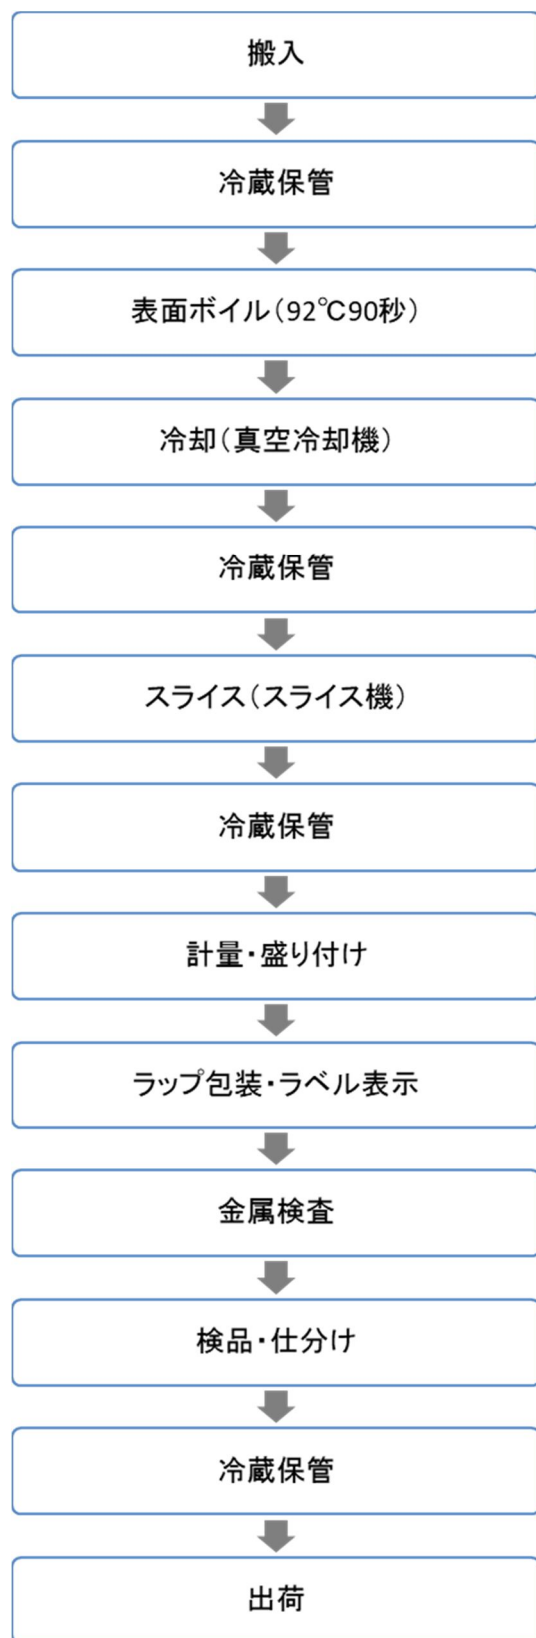 搬入
冷蔵保管
表面ボイル(92℃90秒)
冷却(真空冷却機)
冷蔵保管
スライス(スライス機)
冷蔵保管
計量・盛り付け
ラップ包装・ラベル表示
金属検査
検品・仕分け
冷蔵保管
出荷